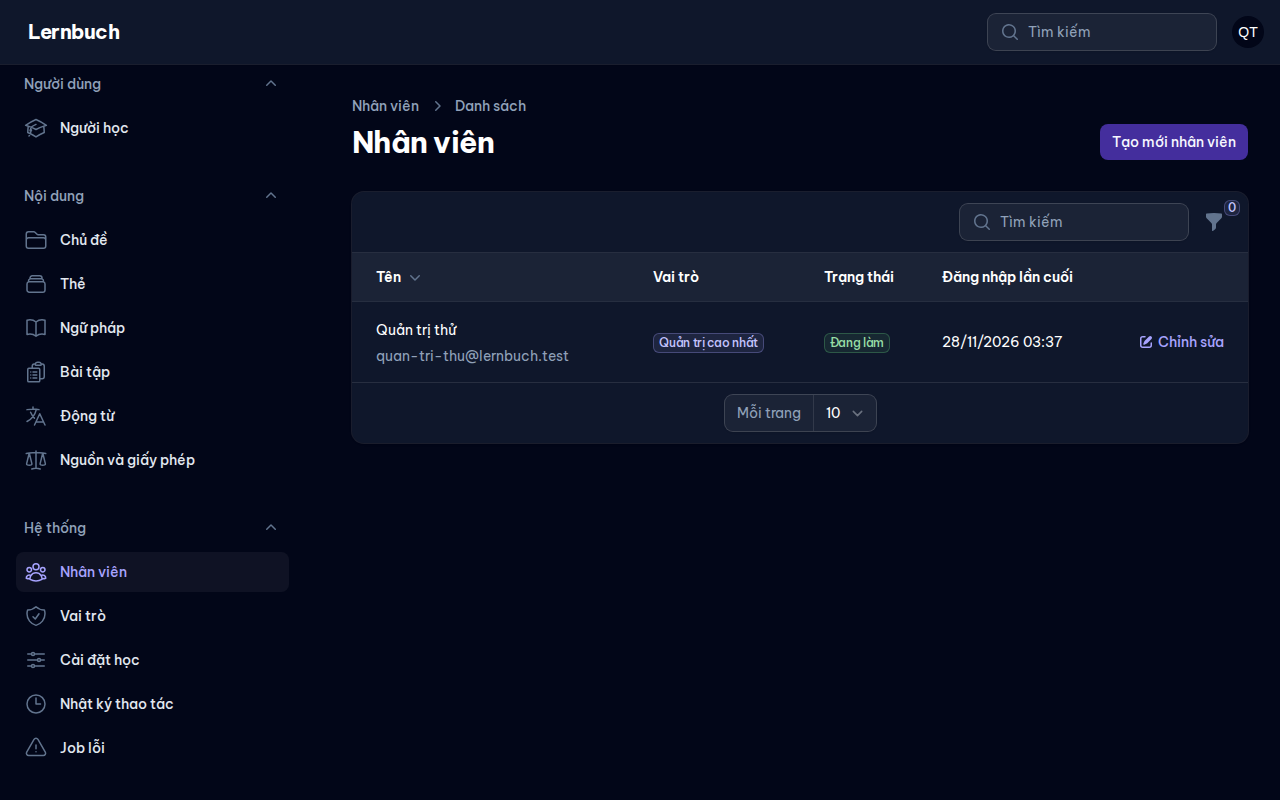 Lernbuch
Tìm kiếm
QT
Người dùng
Người học
Nội dung
Chủ đề
Thẻ
Ngữ pháp
Bài tập
Động từ
Nguồn và giấy phép
Hệ thống
Nhân viên
Vai trò
Cài đặt học
Nhật ký thao tác
Job lỗi
Nhân viên > Danh sách
Nhân viên
Tạo mới nhân viên
Tìm kiếm
0
Tên Vai trò Trạng thái Đăng nhập lần cuối
Quản trị thử
quan-tri-thu@lernbuch.test
Quản trị cao nhất Đang làm 28/11/2026 03:37 Chỉnh sửa
Mỗi trang 10